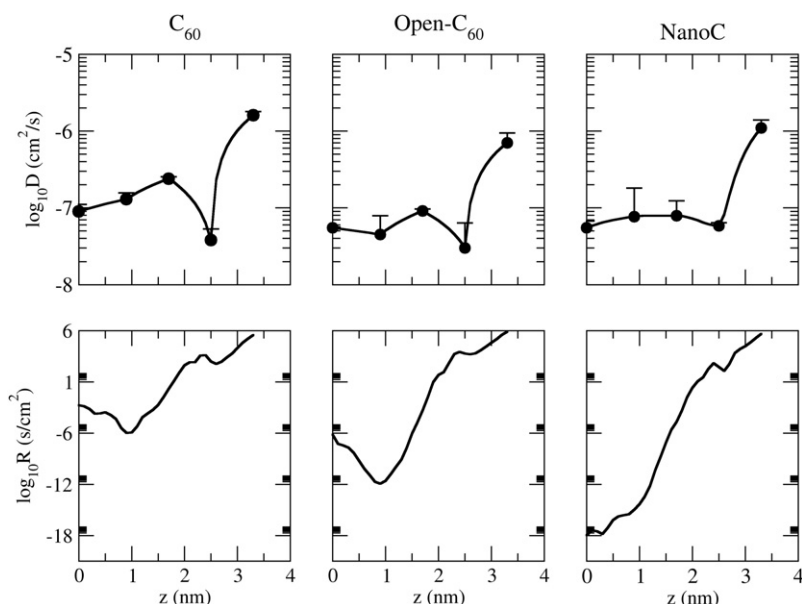 C₆₀ Open-C₆₀ NanoC
-5
-6
-7
-8
log₁₀D (cm²/s)
6
1
-6
-12
-18
log₁₀R (s/cm²)
0 1 2 3 4 0 1 2 3 4 0 1 2 3 4
z (nm) z (nm) z (nm)